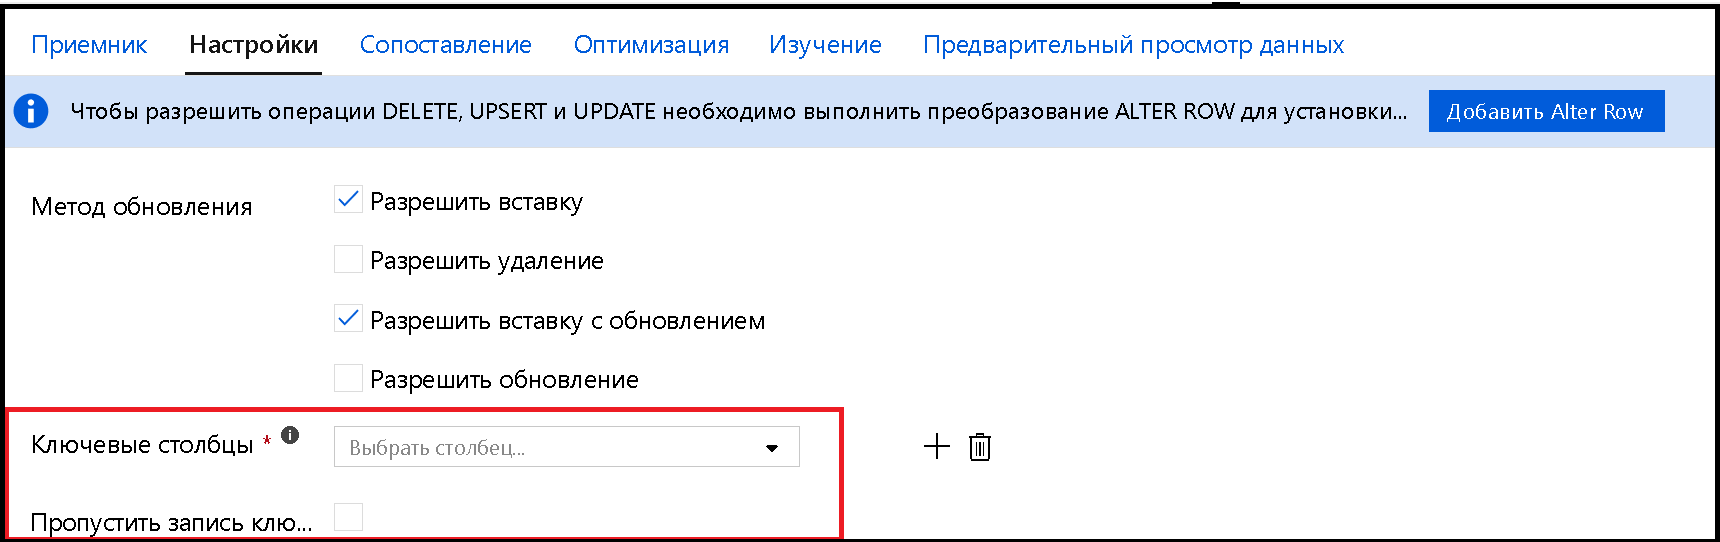 Приемник Настройки Сопоставление Оптимизация Изучение Предварительный просмотр данных
Чтобы разрешить операции DELETE, UPSERT и UPDATE необходимо выполнить преобразование ALTER ROW для установки... Добавить Alter Row
Метод обновления Разрешить вставку
Разрешить удаление
Разрешить вставку с обновлением
Разрешить обновление
Ключевые столбцы * Выбрать столбец...
Пропустить запись клю...